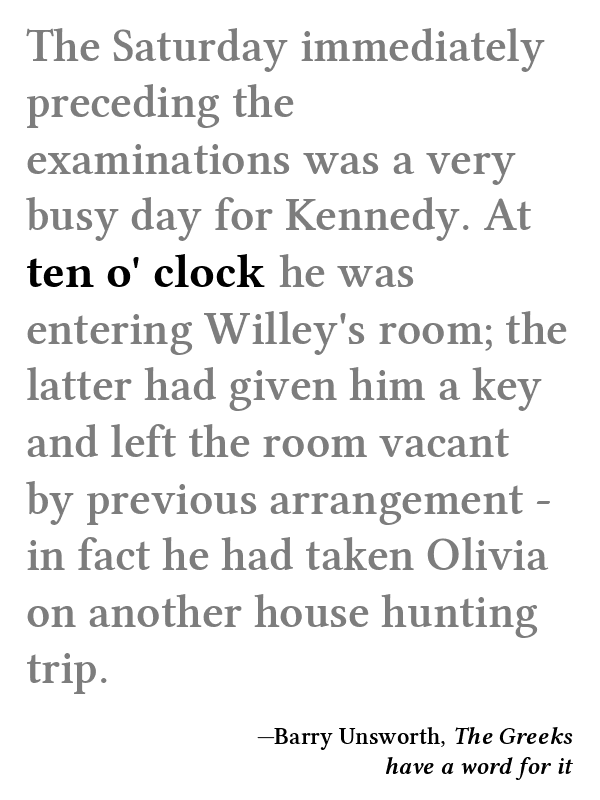 The Saturday immediately
preceding the
examinations was a very
busy day for Kennedy. At
ten o' clock he was
entering Willey's room; the
latter had given him a key
and left the room vacant
by previous arrangement -
in fact he had taken Olivia
on another house hunting
trip.
—Barry Unsworth, The Greeks
have a word for it